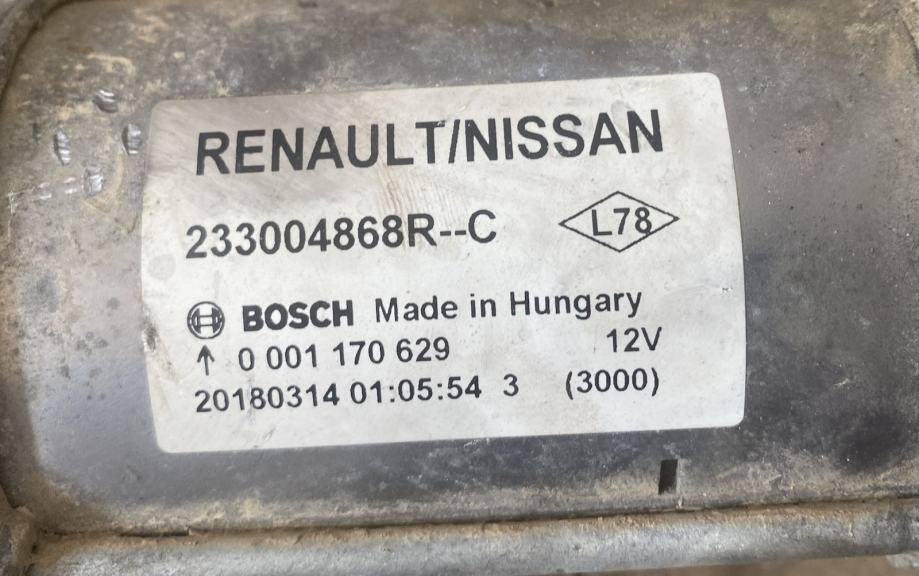 RENAULT/NISSAN
233004868R--C L78
BOSCH Made in Hungary
↑ 0 001 170 629 12V
20180314 01:05:54 3 (3000)